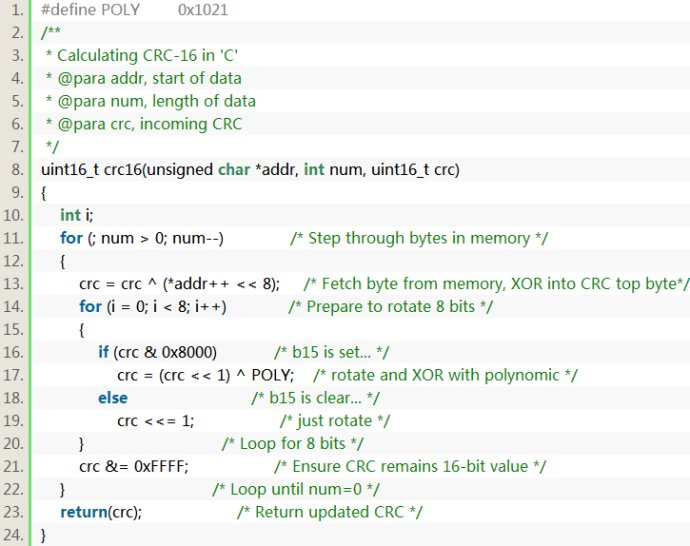 1. #define POLY 0x1021
2. /**
3. * Calculating CRC-16 in 'C'
4. * @para addr, start of data
5. * @para num, length of data
6. * @para crc, incoming CRC
7. */
8. uint16_t crc16(unsigned char *addr, int num, uint16_t crc)
9. {
10. int i;
11. for (; num > 0; num--) /* Step through bytes in memory */
12. {
13. crc = crc ^ (*addr++ << 8); /* Fetch byte from memory, XOR into CRC top byte*/
14. for (i = 0; i < 8; i++) /* Prepare to rotate 8 bits */
15. {
16. if (crc & 0x8000) /* b15 is set... */
17. crc = (crc << 1) ^ POLY; /* rotate and XOR with polynomic */
18. else /* b15 is clear... */
19. crc <<= 1; /* just rotate */
20. } /* Loop for 8 bits */
21. crc &= 0xFFFF; /* Ensure CRC remains 16-bit value */
22. } /* Loop until num=0 */
23. return(crc); /* Return updated CRC */
24. }